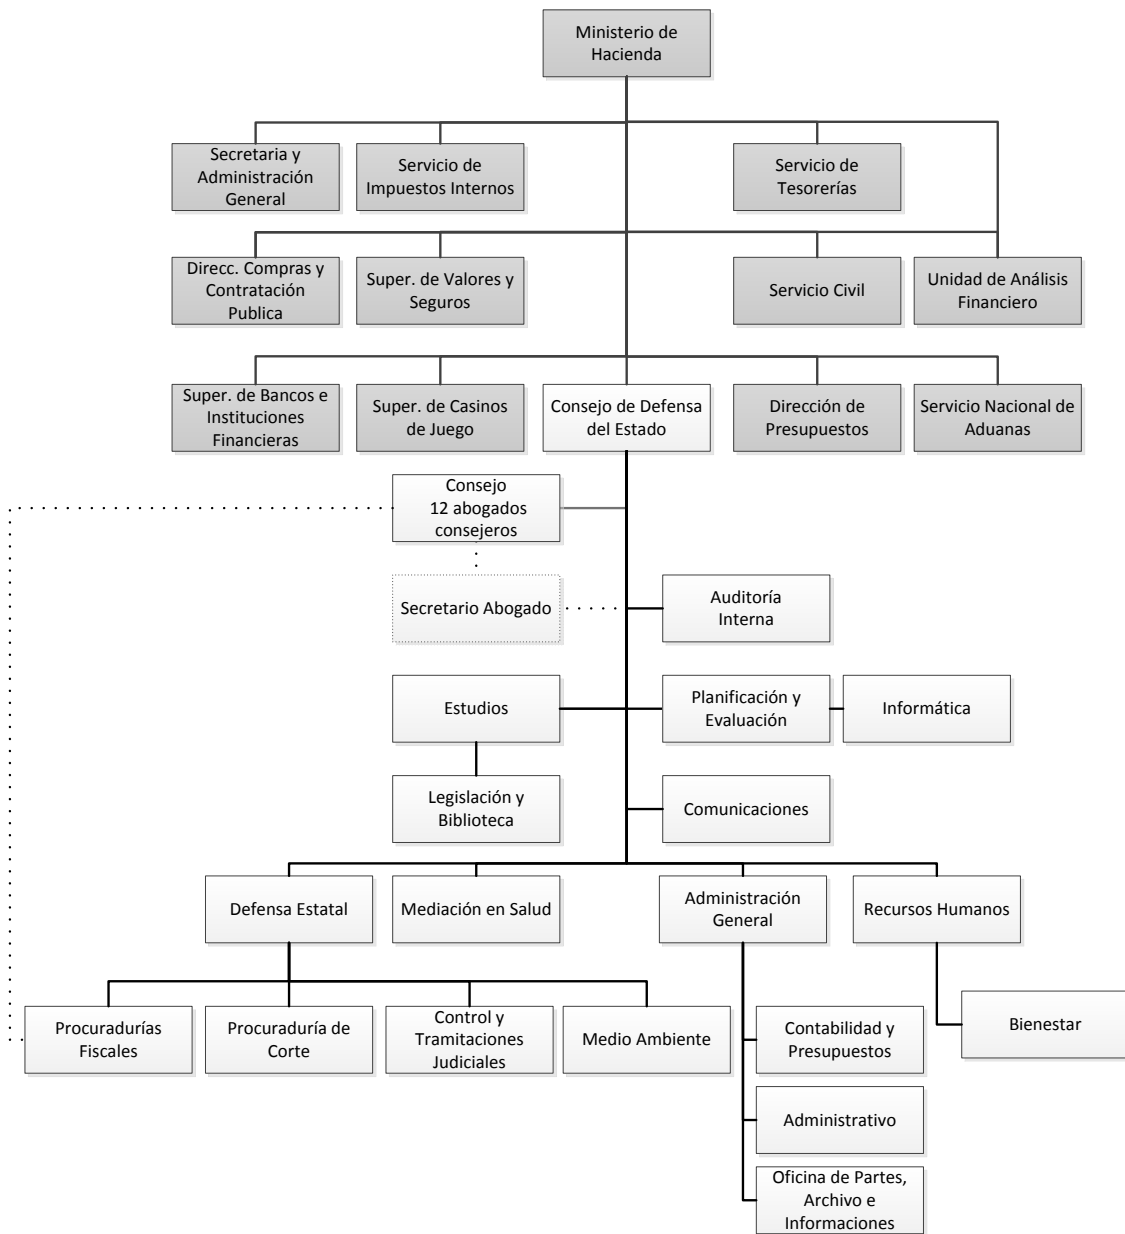 Ministerio de
Hacienda
Secretaria y
Administración
General
Servicio de
Impuestos Internos
Servicio de
Tesorerías
Direcc. Compras y
Contratación
Publica
Super. de Valores y
Seguros
Servicio Civil
Unidad de Análisis
Financiero
Super. de Bancos e
Instituciones
Financieras
Super. de Casinos
de Juego
Consejo de Defensa
del Estado
Dirección de
Presupuestos
Servicio Nacional de
Aduanas
Consejo
12 abogados
consejeros
Secretario Abogado
Auditoría
Interna
Estudios
Planificación y
Evaluación
Informática
Legislación y
Biblioteca
Comunicaciones
Defensa Estatal
Mediación en Salud
Administración
General
Recursos Humanos
Procuradurías
Fiscales
Procuraduría de
Corte
Control y
Tramitaciones
Judiciales
Medio Ambiente
Contabilidad y
Presupuestos
Bienestar
Administrativo
Oficina de Partes,
Archivo e
Informaciones